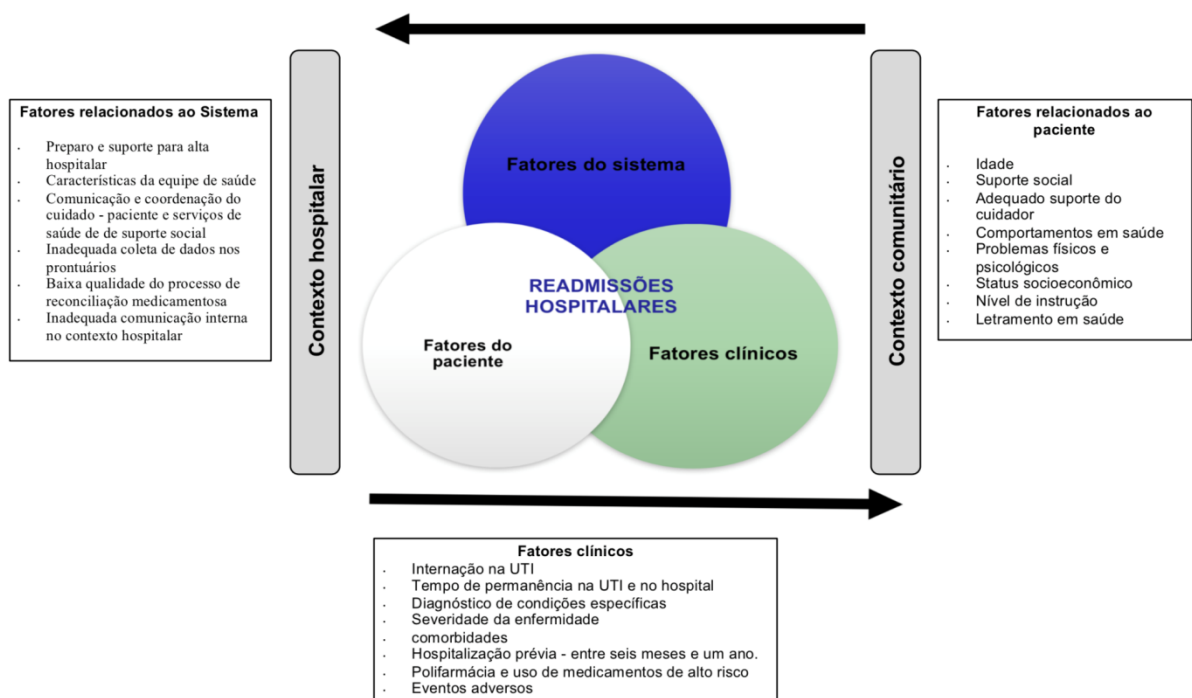 Fatores relacionados ao Sistema
· Preparo e suporte para alta
hospitalar
· Características da equipe de saúde
· Comunicação e coordenação do
cuidado - paciente e serviços de
saúde de de suporte social
· Inadequada coleta de dados nos
prontuários
· Baixa qualidade do processo de
reconciliação medicamentosa
· Inadequada comunicação interna
no contexto hospitalar
Contexto hospitalar
Fatores do sistema
READMISSÕES
HOSPITALARES
Fatores do
paciente
Fatores clínicos
Contexto comunitário
Fatores relacionados ao
paciente
· Idade
· Suporte social
· Adequado suporte do
cuidador
· Comportamentos em saúde
· Problemas físicos e
psicológicos
· Status socioeconômico
· Nível de instrução
· Letramento em saúde
Fatores clínicos
· Internação na UTI
· Tempo de permanência na UTI e no hospital
· Diagnóstico de condições específicas
· Severidade da enfermidade
· comorbidades
· Hospitalização prévia - entre seis meses e um ano.
· Polifarmácia e uso de medicamentos de alto risco
· Eventos adversos